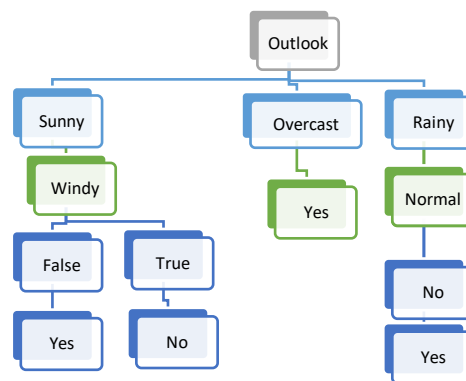 Outlook
Sunny
Overcast
Rainy
Windy
Yes
Normal
False
True
No
Yes
No
Yes